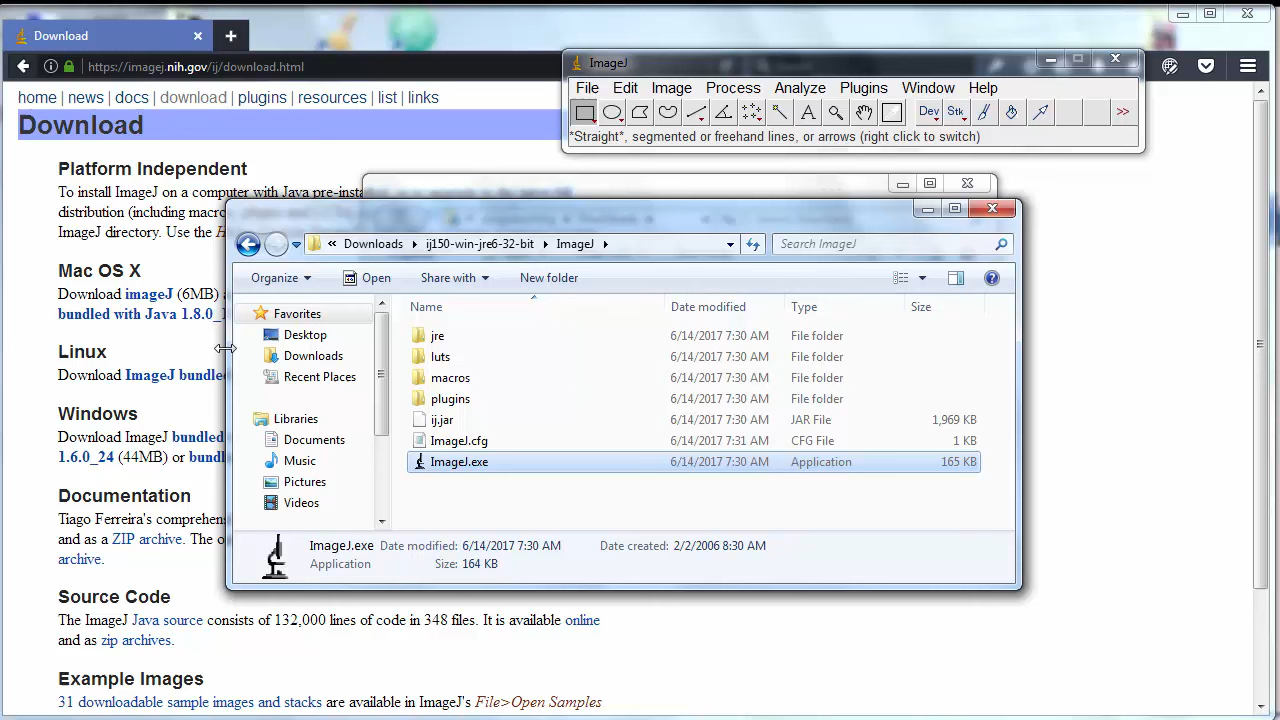 Download
https://imagej.nih.gov/ij/download.html
home | news | docs | download | plugins | resources | list | links
Download
Platform Independent
To install ImageJ on a computer with Java pre-
distribution (including
ImageJ directory. Use the
Mac OS X
Download imageJ (6MB)
bundled with Java 1.8.0_
Linux
Download ImageJ
Windows
Download ImageJ bundled
1.6.0_24 (44MB) or
Documentation
Tiago Ferreira's
and as a ZIP archive. The
archive.
Source Code
The ImageJ Java source consists of 132,000 lines of code in 348 files. It is available online
and as zip archives.
Example Images
31 downloadable sample images and stacks are available in ImageJ's File>Open Samples
ImageJ
File Edit Image Process Analyze Plugins Window Help
A Dev Stk >>
*Straight*, segmented or freehand lines, or arrows (right click to switch)
« Downloads ij150-win-jre6-32-bit ImageJ
Search ImageJ
Organize Open Share with New folder
Name Date modified Type Size
Favorites
Desktop
Downloads
Recent Places
Libraries
Documents
Music
Pictures
Videos
jre 6/14/2017 7:30 AM File folder
luts 6/14/2017 7:30 AM File folder
macros 6/14/2017 7:30 AM File folder
plugins 6/14/2017 7:30 AM File folder
ij.jar 6/14/2017 7:30 AM JAR File 1,969 KB
ImageJ.cfg 6/14/2017 7:31 AM CFG File 1 KB
ImageJ.exe 6/14/2017 7:30 AM Application 165 KB
ImageJ.exe Date modified: 6/14/2017 7:30 AM Date created: 2/2/2006 8:30 AM
Application Size: 164 KB